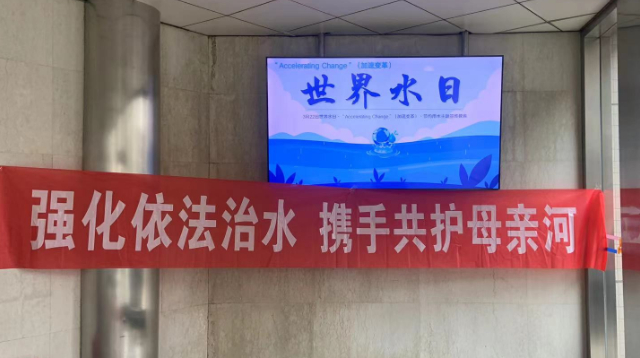 "Accelerating Change"（加速变革）
世界水日
强化依法治水 携手共护母亲河